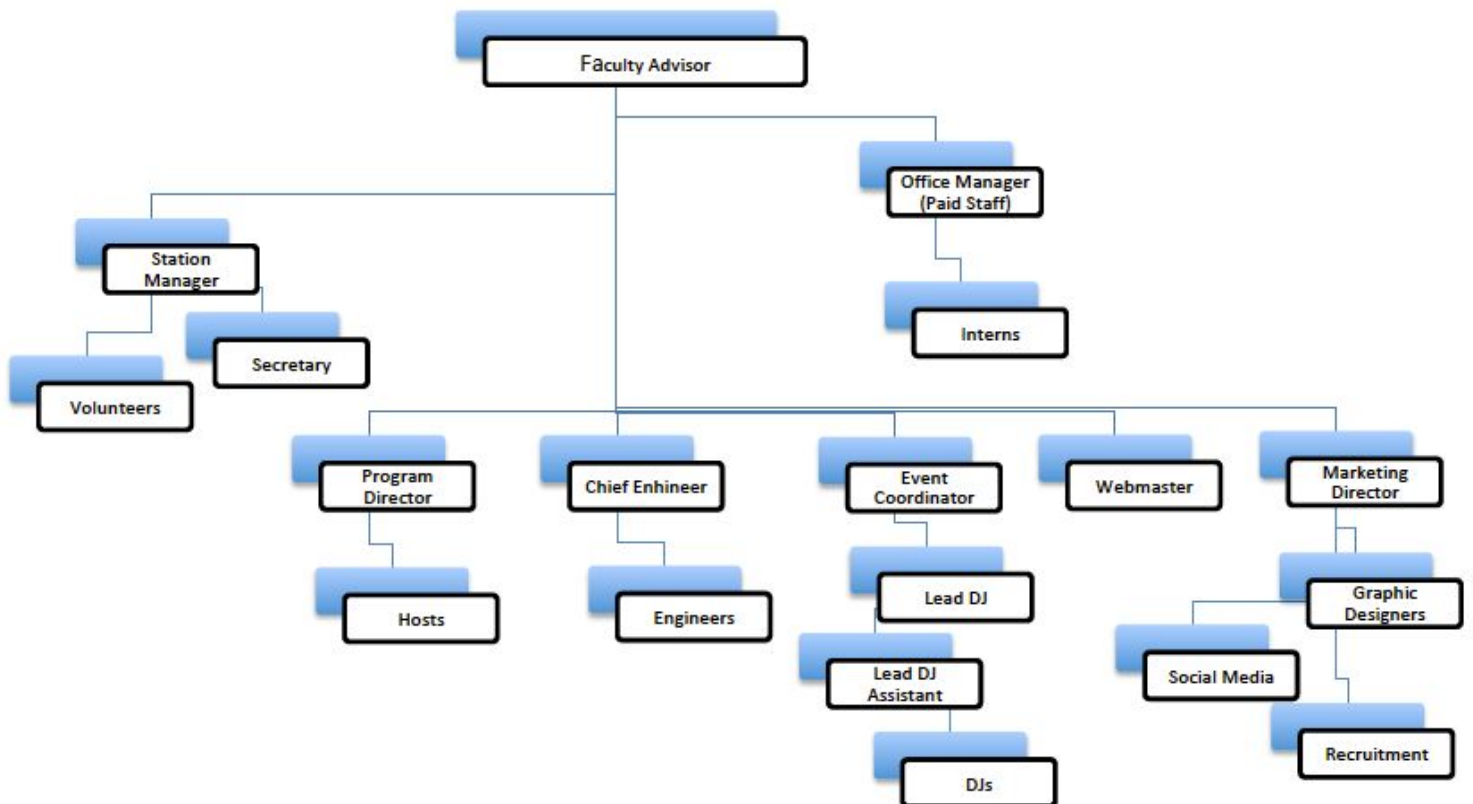 Faculty Advisor
Office Manager
(Paid Staff)
Station
Manager
Interns
Secretary
Volunteers
Program
Director
Chief Enhineer
Event
Coordinator
Webmaster
Marketing
Director
Hosts
Engineers
Lead DJ
Graphic
Designers
Lead DJ
Assistant
Social Media
DJs
Recruitment